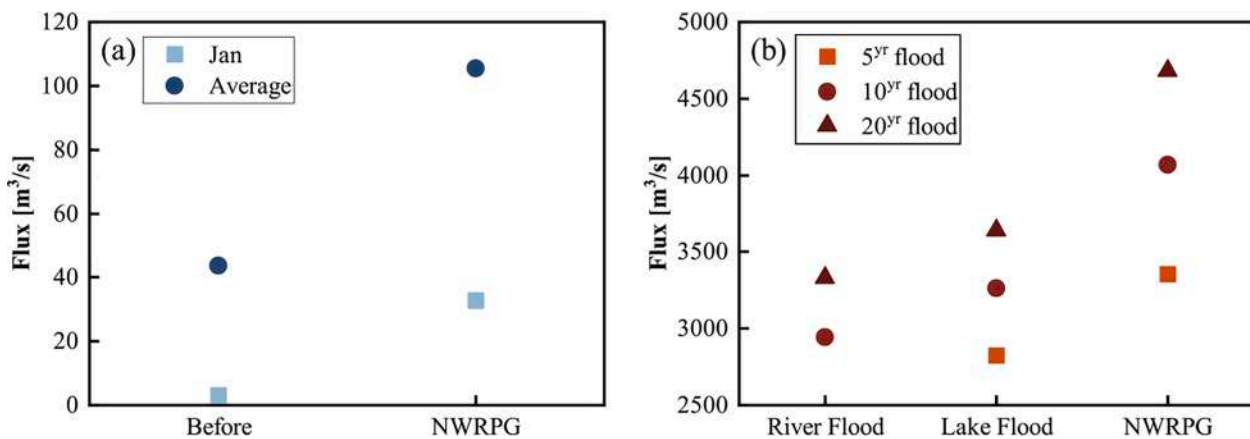 (a)
Jan
Average
Flux [m³/s]
120
100
80
60
40
20
0
Before
NWRPG
(b)
5ʸʳ flood
10ʸʳ flood
20ʸʳ flood
Flux [m³/s]
5000
4500
4000
3500
3000
2500
River Flood
Lake Flood
NWRPG